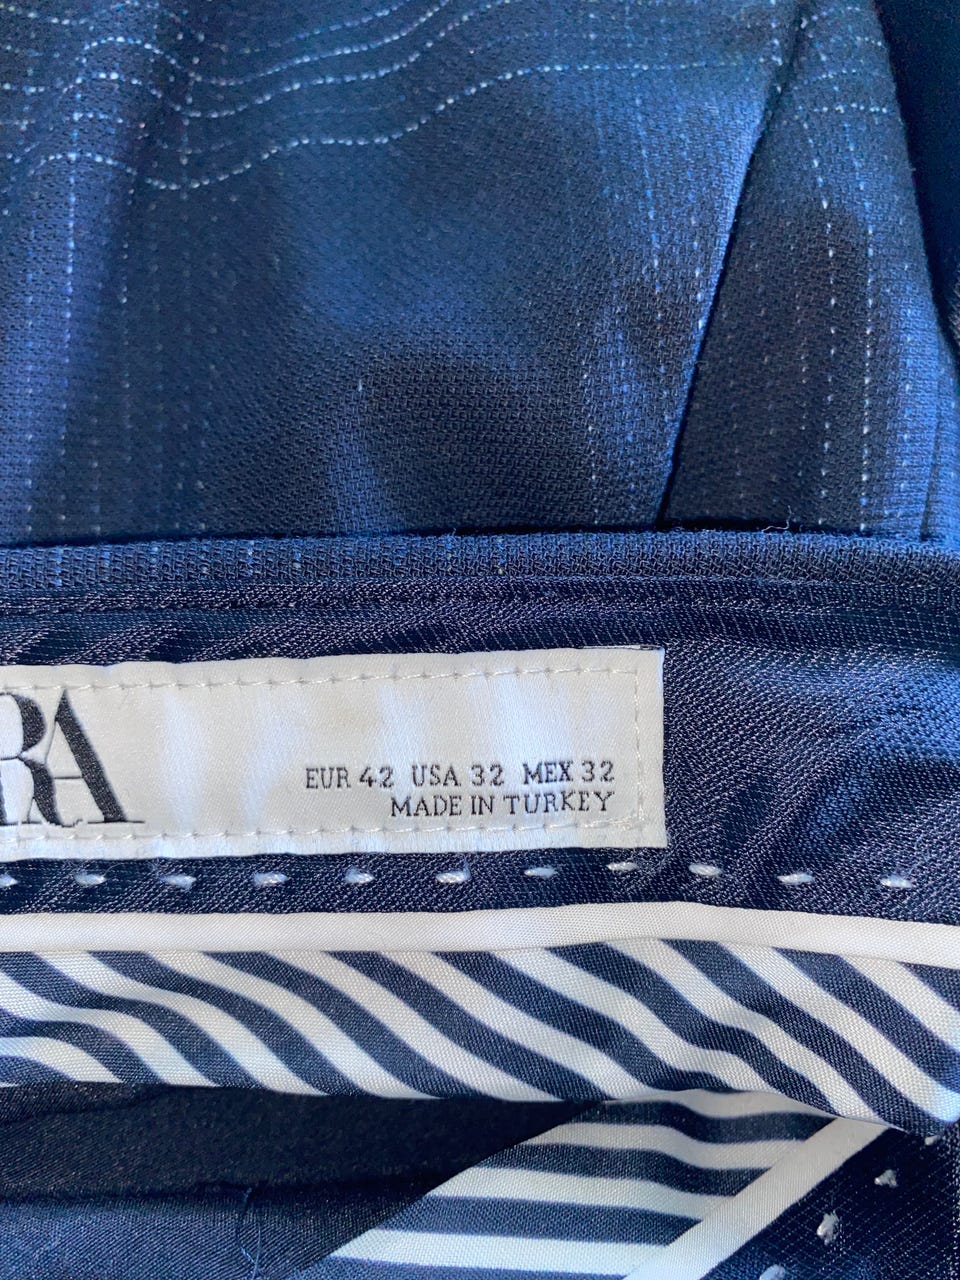 RA
EUR 42 USA 32 MEX 32
MADE IN TURKEY